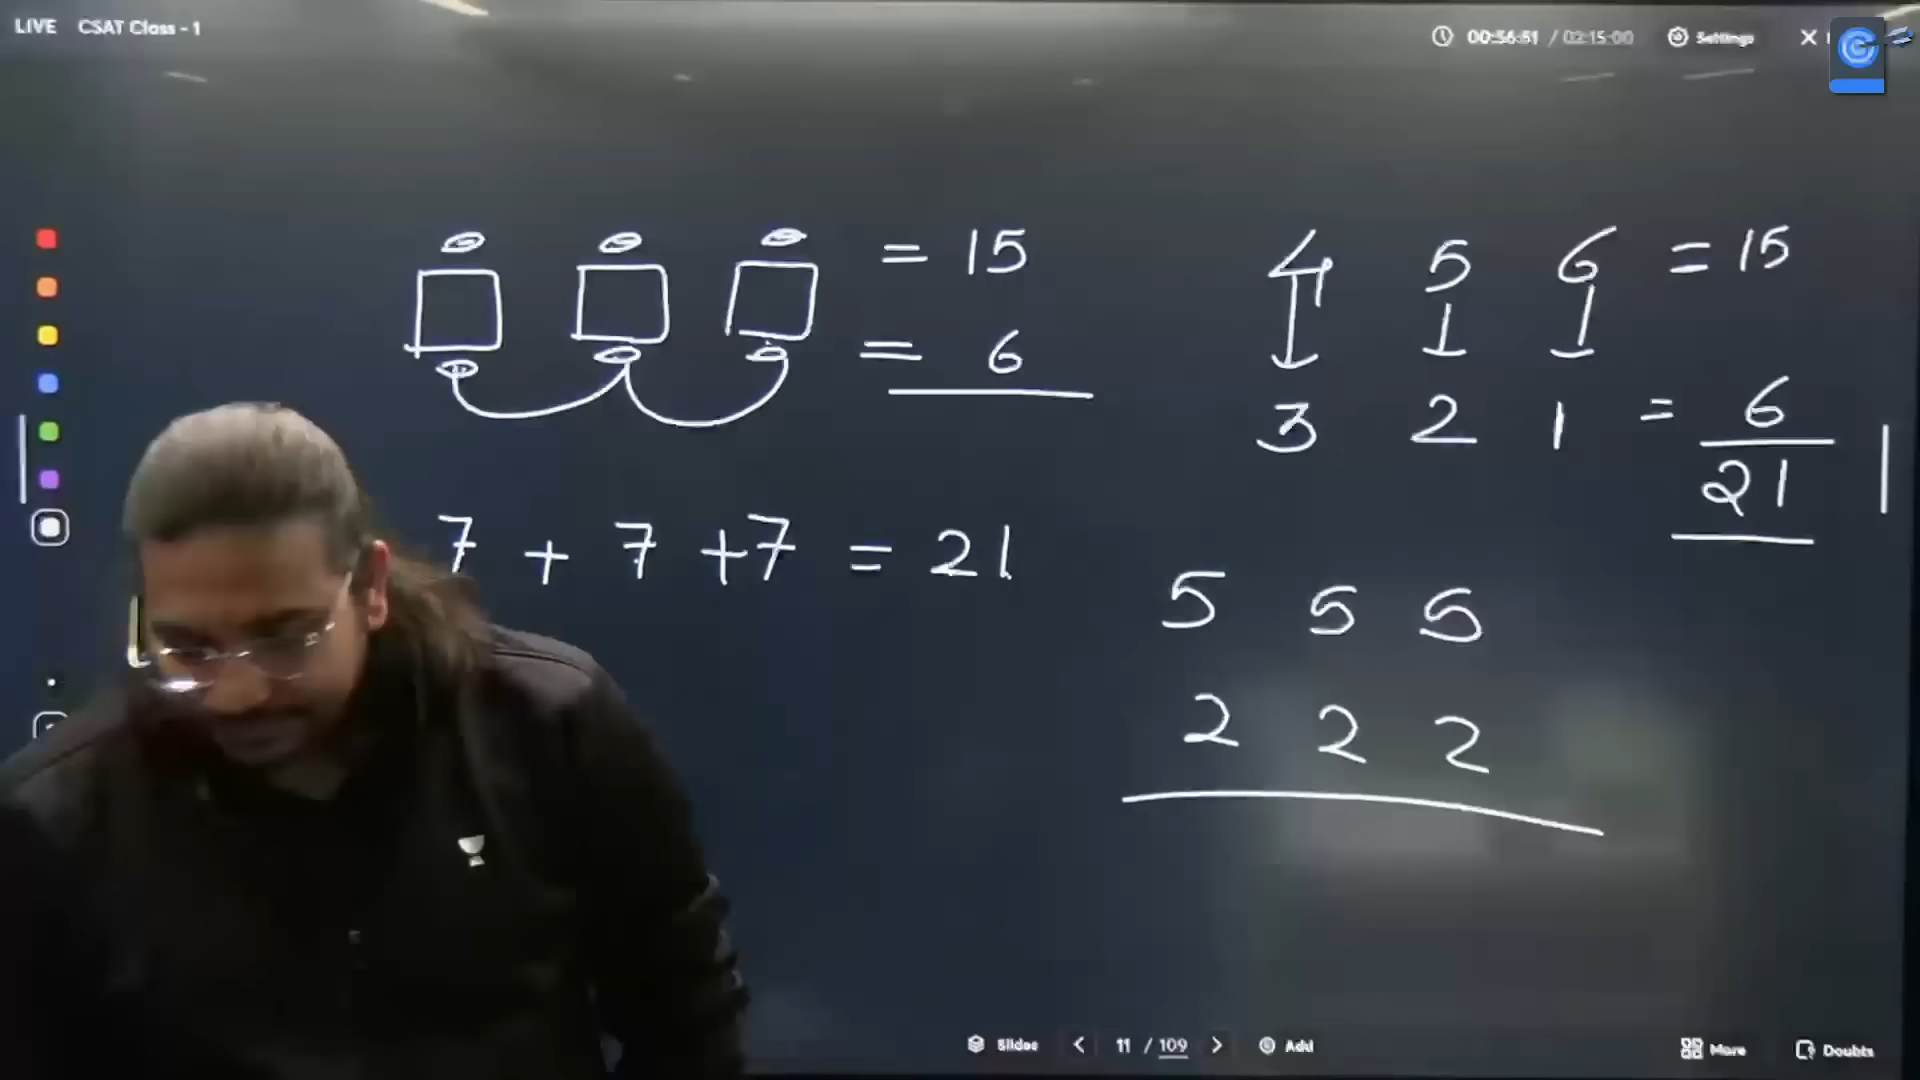 LIVE CSAT Class - 1
00:56:51 / 02:15:00 Settings
= 15
= 6
7 + 7 + 7 = 21
4 5 6 = 15
3 2 1 = 6
21
5 5 5
2 2 2
Slides < 11 / 109 > Add
More Doubts